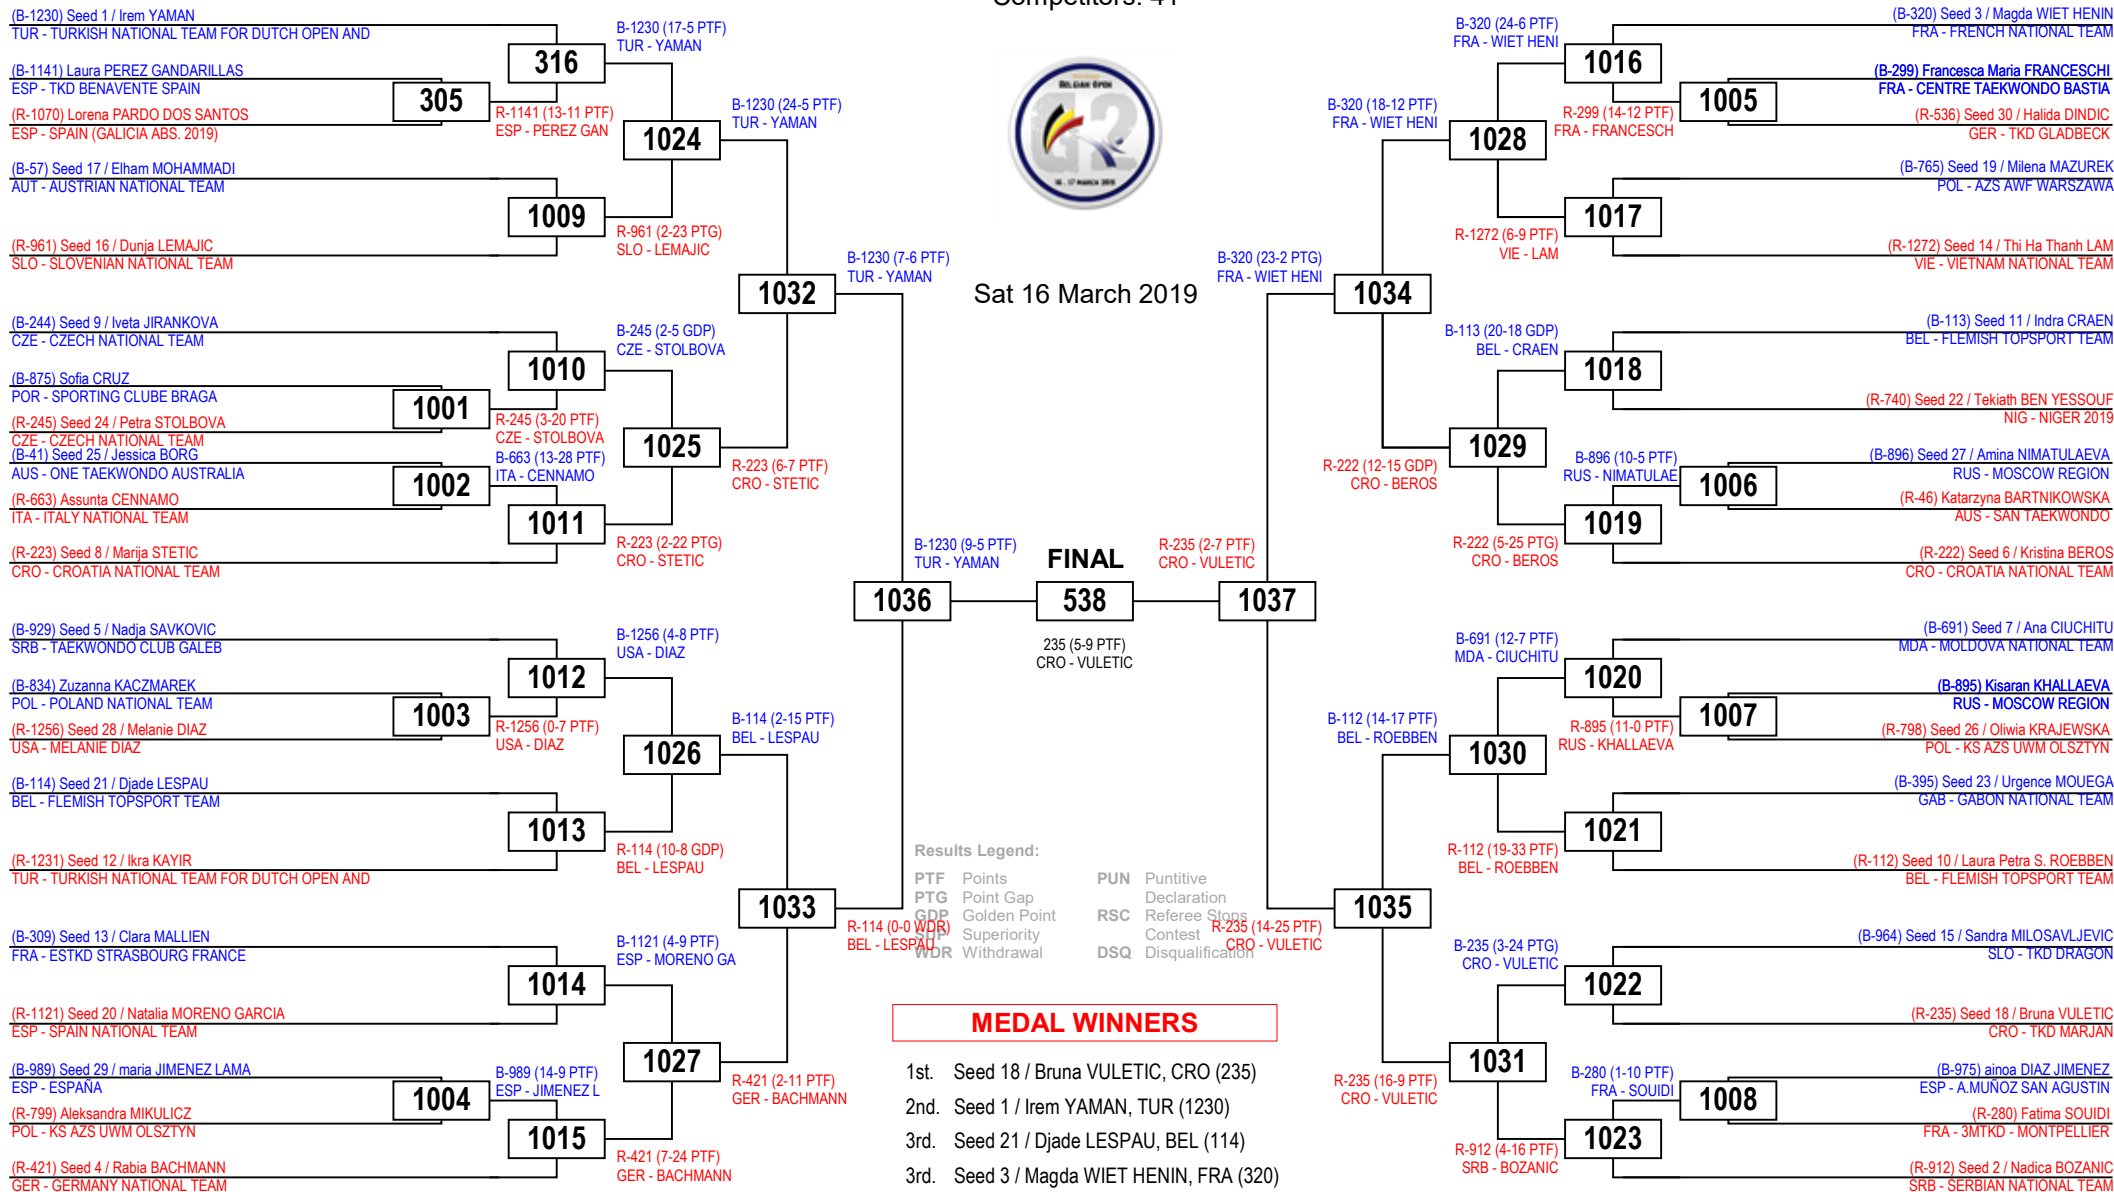 Competitors: 41
(B-1230) Seed 1 / Irem YAMAN
TUR - TURKISH NATIONAL TEAM FOR DUTCH OPEN AND
316
B-1230 (17-5 PTF)
TUR - YAMAN
(B-1141) Laura PEREZ GANDARILLAS
ESP - TKD BENAVENTE SPAIN
305
(R-1070) Lorena PARDO DOS SANTOS
ESP - SPAIN (GALICIA ABS. 2019)
R-1141 (13-11 PTF)
ESP - PEREZ GAN
1024
B-1230 (24-5 PTF)
TUR - YAMAN
(B-57) Seed 17 / Elham MOHAMMADI
AUT - AUSTRIAN NATIONAL TEAM
1009
(R-961) Seed 16 / Dunja LEMAJIC
SLO - SLOVENIAN NATIONAL TEAM
R-961 (2-23 PTG)
SLO - LEMAJIC
1032
B-1230 (7-6 PTF)
TUR - YAMAN
(B-244) Seed 9 / Iveta JIRANKOVA
CZE - CZECH NATIONAL TEAM
1010
B-245 (2-5 GDP)
CZE - STOLBOVA
(B-875) Sofia CRUZ
POR - SPORTING CLUBE BRAGA
1001
(R-245) Seed 24 / Petra STOLBOVA
CZE - CZECH NATIONAL TEAM
R-245 (3-20 PTF)
CZE - STOLBOVA
1025
R-223 (6-7 PTF)
CRO - STETIC
(B-41) Seed 25 / Jessica BORG
AUS - ONE TAEKWONDO AUSTRALIA
1002
B-663 (13-28 PTF)
ITA - CENNAMO
(R-663) Assunta CENNAMO
ITA - ITALY NATIONAL TEAM
1011
(R-223) Seed 8 / Marija STETIC
CRO - CROATIA NATIONAL TEAM
R-223 (2-22 PTG)
CRO - STETIC
1036
B-1230 (9-5 PTF)
TUR - YAMAN
(B-929) Seed 5 / Nadja SAVKOVIC
SRB - TAEKWONDO CLUB GALEB
1012
B-1256 (4-8 PTF)
USA - DIAZ
(B-834) Zuzanna KACZMAREK
POL - POLAND NATIONAL TEAM
1003
(R-1256) Seed 28 / Melanie DIAZ
USA - MELANIE DIAZ
R-1256 (0-7 PTF)
USA - DIAZ
1026
B-114 (2-15 PTF)
BEL - LESPAU
(B-114) Seed 21 / Djade LESPAU
BEL - FLEMISH TOPSPORT TEAM
1013
(R-1231) Seed 12 / Ikra KAYIR
TUR - TURKISH NATIONAL TEAM FOR DUTCH OPEN AND
R-114 (10-8 GDP)
BEL - LESPAU
1033
R-114 (0-0 WDR)
BEL - LESPAU
(B-309) Seed 13 / Clara MALLIEN
FRA - ESTKD STRASBOURG FRANCE
1014
B-1121 (4-9 PTF)
ESP - MORENO GA
(R-1121) Seed 20 / Natalia MORENO GARCIA
ESP - SPAIN NATIONAL TEAM
1027
R-421 (2-11 PTF)
GER - BACHMANN
(B-989) Seed 29 / maria JIMENEZ LAMA
ESP - ESPAÑA
1004
B-989 (14-9 PTF)
ESP - JIMENEZ L
(R-799) Aleksandra MIKULICZ
POL - KS AZS UWM OLSZTYN
1015
(R-421) Seed 4 / Rabia BACHMANN
GER - GERMANY NATIONAL TEAM
R-421 (7-24 PTF)
GER - BACHMANN
BELGIAN OPEN
G2
16 - 17 MARCH 2019
Sat 16 March 2019
FINAL
538
235 (5-9 PTF)
CRO - VULETIC
Results Legend:
PTF Points
PTG Point Gap
GDP Golden Point
SUP Superiority
WDR Withdrawal
PUN Puntitive
Declaration
RSC Referee Stops
Contest
DSQ Disqualification
MEDAL WINNERS
1st. Seed 18 / Bruna VULETIC, CRO (235)
2nd. Seed 1 / Irem YAMAN, TUR (1230)
3rd. Seed 21 / Djade LESPAU, BEL (114)
3rd. Seed 3 / Magda WIET HENIN, FRA (320)
(B-320) Seed 3 / Magda WIET HENIN
FRA - FRENCH NATIONAL TEAM
B-320 (24-6 PTF)
FRA - WIET HENI
1016
(B-299) Francesca Maria FRANCESCHI
FRA - CENTRE TAEKWONDO BASTIA
1005
R-299 (14-12 PTF)
FRA - FRANCESCH
(R-536) Seed 30 / Halida DINDIC
GER - TKD GLADBECK
B-320 (18-12 PTF)
FRA - WIET HENI
1028
(B-765) Seed 19 / Milena MAZUREK
POL - AZS AWF WARSZAWA
1017
R-1272 (6-9 PTF)
VIE - LAM
(R-1272) Seed 14 / Thi Ha Thanh LAM
VIE - VIETNAM NATIONAL TEAM
B-320 (23-2 PTG)
FRA - WIET HENI
1034
(B-113) Seed 11 / Indra CRAEN
BEL - FLEMISH TOPSPORT TEAM
B-113 (20-18 GDP)
BEL - CRAEN
1018
(R-740) Seed 22 / Tekiath BEN YESSOUF
NIG - NIGER 2019
R-222 (12-15 GDP)
CRO - BEROS
1029
(B-896) Seed 27 / Amina NIMATULAEVA
RUS - MOSCOW REGION
B-896 (10-5 PTF)
RUS - NIMATULAE
1006
(R-46) Katarzyna BARTNIKOWSKA
AUS - SAN TAEKWONDO
1019
R-222 (5-25 PTG)
CRO - BEROS
(R-222) Seed 6 / Kristina BEROS
CRO - CROATIA NATIONAL TEAM
R-235 (2-7 PTF)
CRO - VULETIC
1037
(B-691) Seed 7 / Ana CIUCHITU
MDA - MOLDOVA NATIONAL TEAM
B-691 (12-7 PTF)
MDA - CIUCHITU
1020
(B-895) Kisaran KHALLAEVA
RUS - MOSCOW REGION
1007
R-895 (11-0 PTF)
RUS - KHALLAEVA
(R-798) Seed 26 / Oliwia KRAJEWSKA
POL - KS AZS UWM OLSZTYN
B-112 (14-17 PTF)
BEL - ROEBBEN
1030
(B-395) Seed 23 / Urgence MOUEGA
GAB - GABON NATIONAL TEAM
1021
R-112 (19-33 PTF)
BEL - ROEBBEN
(R-112) Seed 10 / Laura Petra S. ROEBBEN
BEL - FLEMISH TOPSPORT TEAM
R-235 (14-25 PTF)
CRO - VULETIC
1035
(B-964) Seed 15 / Sandra MILOSAVLJEVIC
SLO - TKD DRAGON
B-235 (3-24 PTG)
CRO - VULETIC
1022
(R-235) Seed 18 / Bruna VULETIC
CRO - TKD MARJAN
R-235 (16-9 PTF)
CRO - VULETIC
1031
(B-975) ainoa DIAZ JIMENEZ
ESP - A.MUÑOZ SAN AGUSTIN
B-280 (1-10 PTF)
FRA - SOUIDI
1008
(R-280) Fatima SOUIDI
FRA - 3MTKD - MONTPELLIER
1023
R-912 (4-16 PTF)
SRB - BOZANIC
(R-912) Seed 2 / Nadica BOZANIC
SRB - SERBIAN NATIONAL TEAM